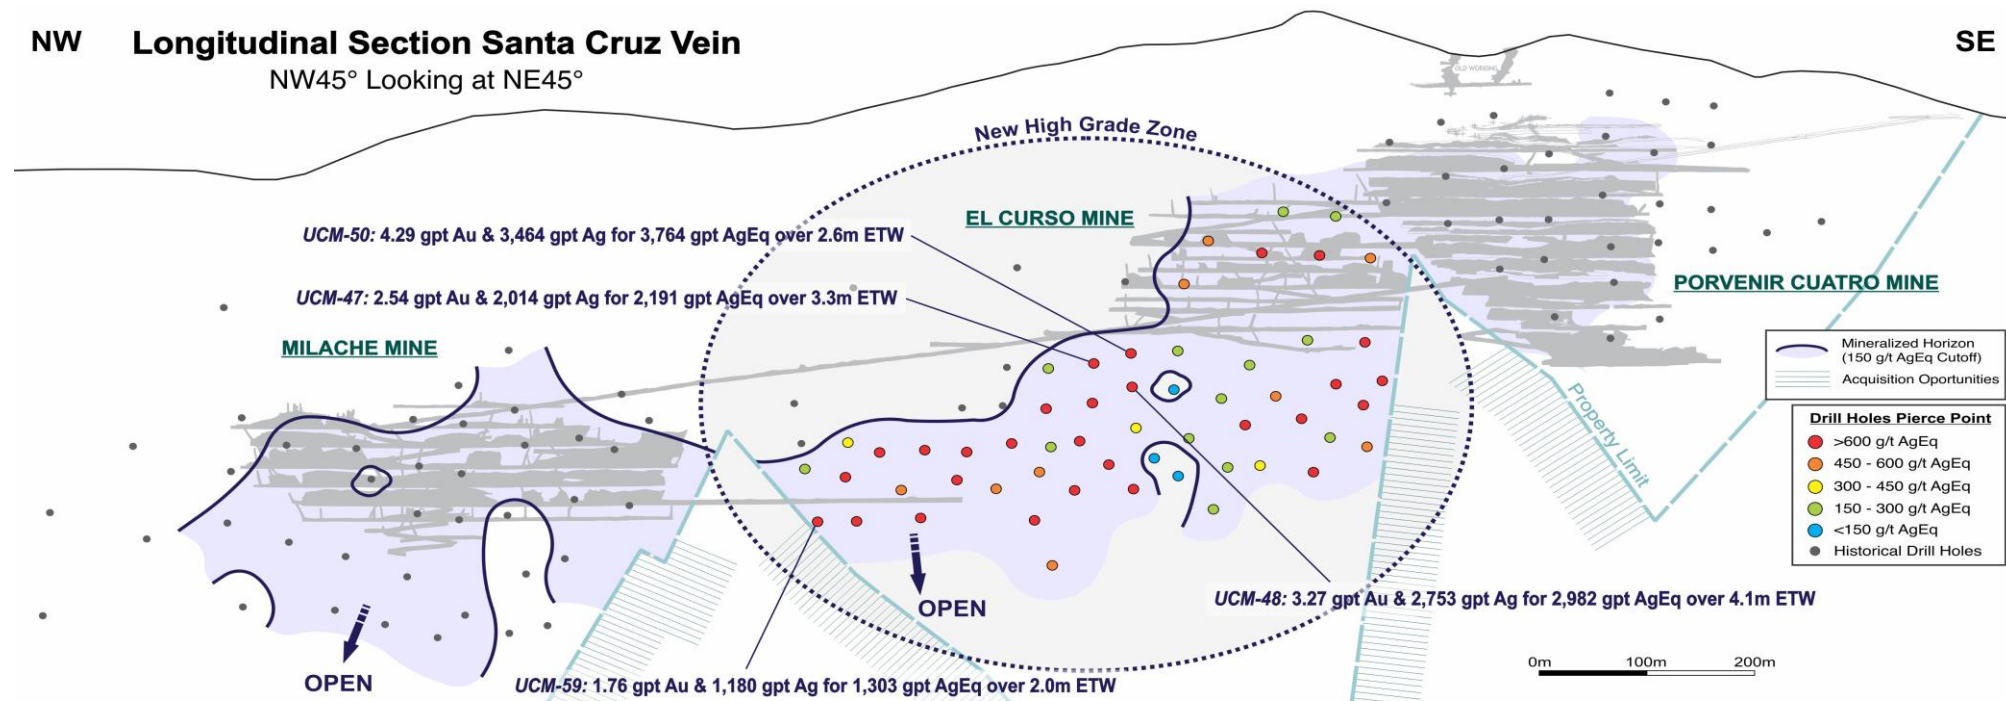 NW
Longitudinal Section Santa Cruz Vein
SE
NW45° Looking at NE45°
OLD WORKING
New High Grade Zone
EL CURSO MINE
UCM-50: 4.29 gpt Au & 3,464 gpt Ag for 3,764 gpt AgEq over 2.6m ETW
UCM-47: 2.54 gpt Au & 2,014 gpt Ag for 2,191 gpt AgEq over 3.3m ETW
PORVENIR CUATRO MINE
MILACHE MINE
Mineralized Horizon
(150 g/t AgEq Cutoff)
Acquisition Oportunities
Property Limit
Drill Holes Pierce Point
>600 g/t AgEq
450 - 600 g/t AgEq
300 - 450 g/t AgEq
150 - 300 g/t AgEq
<150 g/t AgEq
Historical Drill Holes
OPEN
UCM-48: 3.27 gpt Au & 2,753 gpt Ag for 2,982 gpt AgEq over 4.1m ETW
OPEN
UCM-59: 1.76 gpt Au & 1,180 gpt Ag for 1,303 gpt AgEq over 2.0m ETW
0m 100m 200m